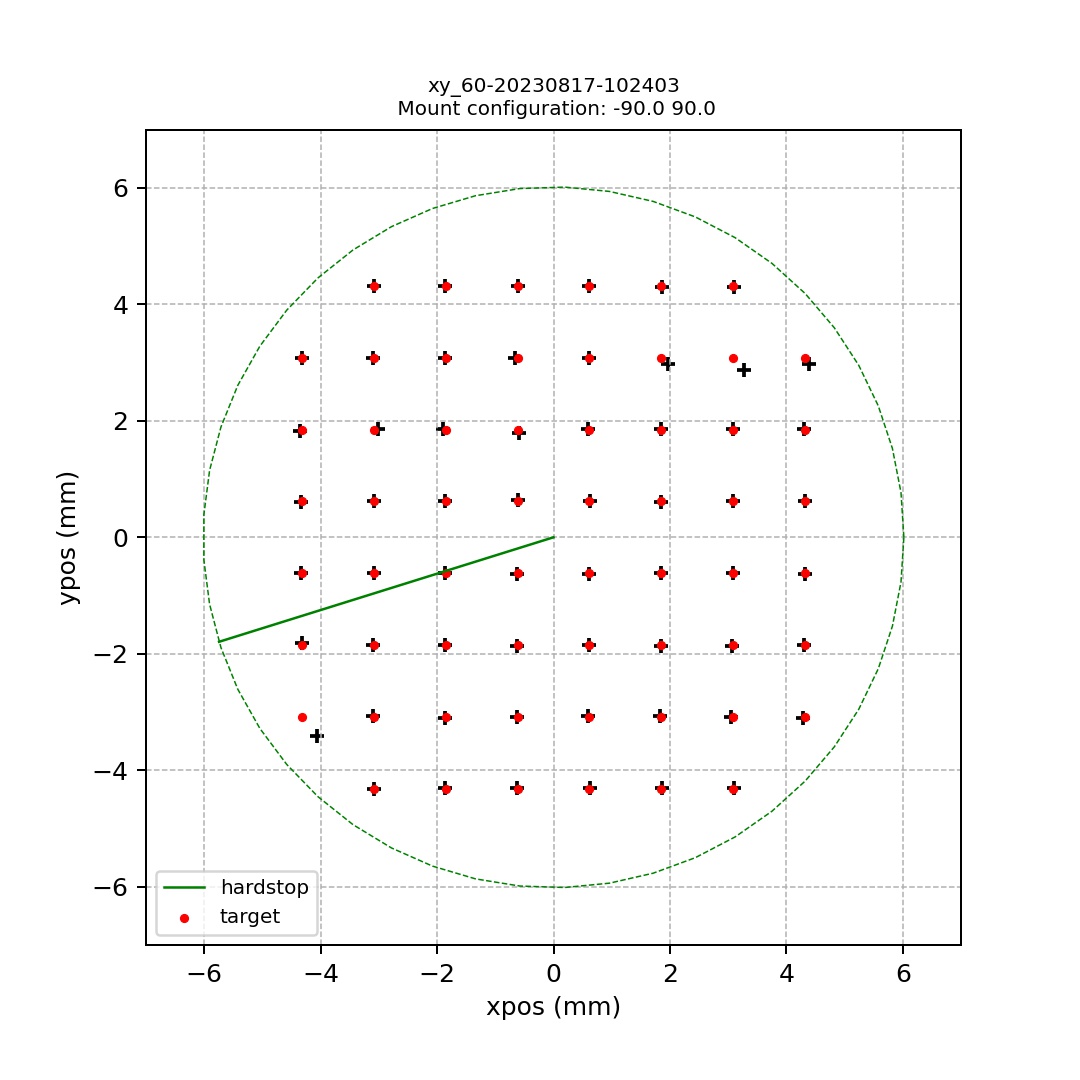 xy_60-20230817-102403
Mount configuration: -90.0 90.0
6
4
2
0
−2
−4
−6
ypos (mm)
hardstop
target
−6 −4 −2 0 2 4 6
xpos (mm)